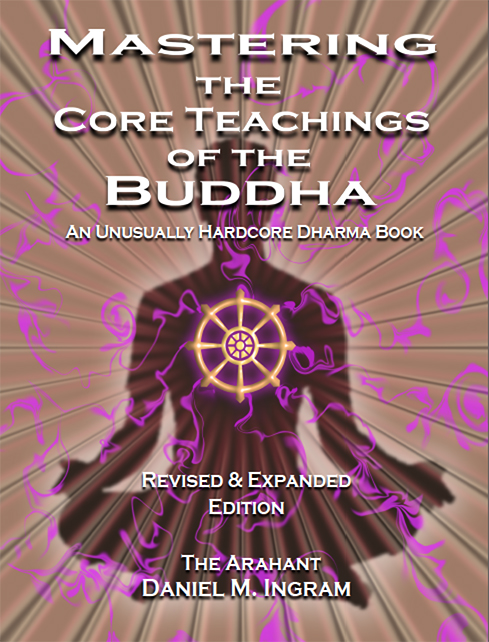 Mastering
the
Core Teachings
of the
Buddha
An Unusually Hardcore Dharma Book
Revised & Expanded
Edition
The Arahant
Daniel M. Ingram